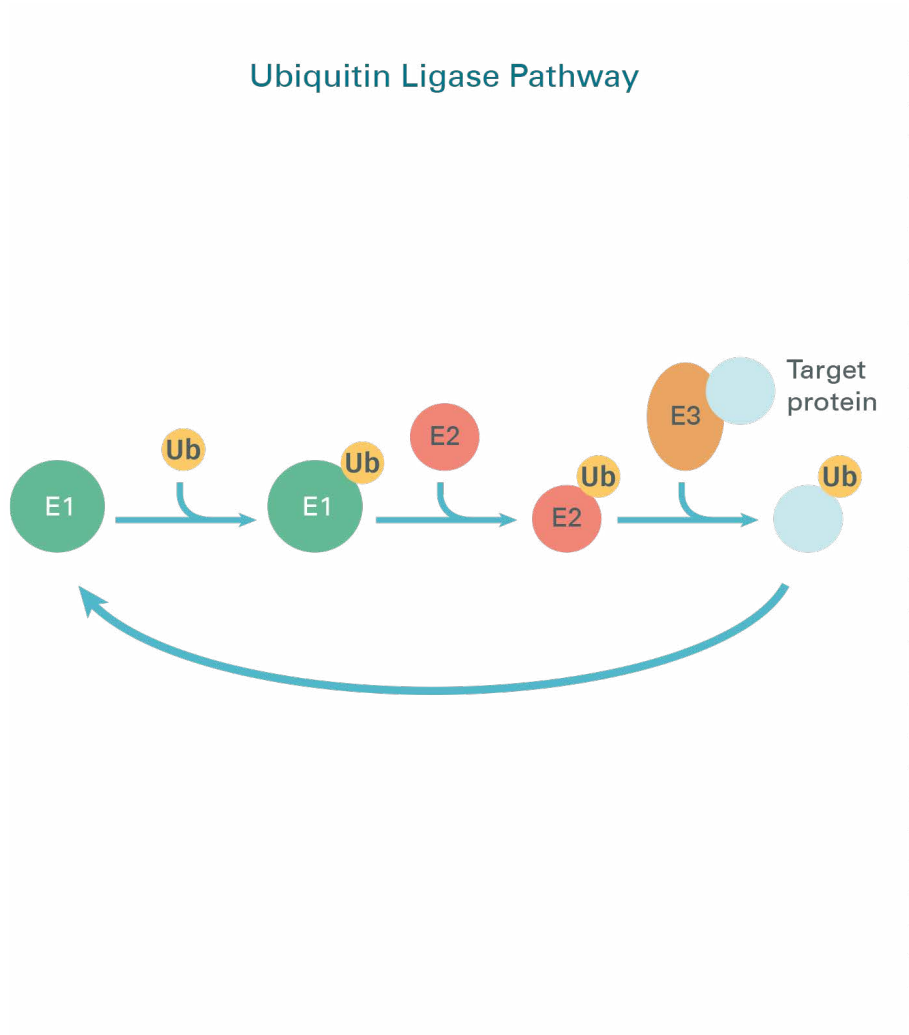 Ubiquitin Ligase Pathway
Target
protein
E3
Ub
E2
Ub
Ub
Ub
E1
E1
E2